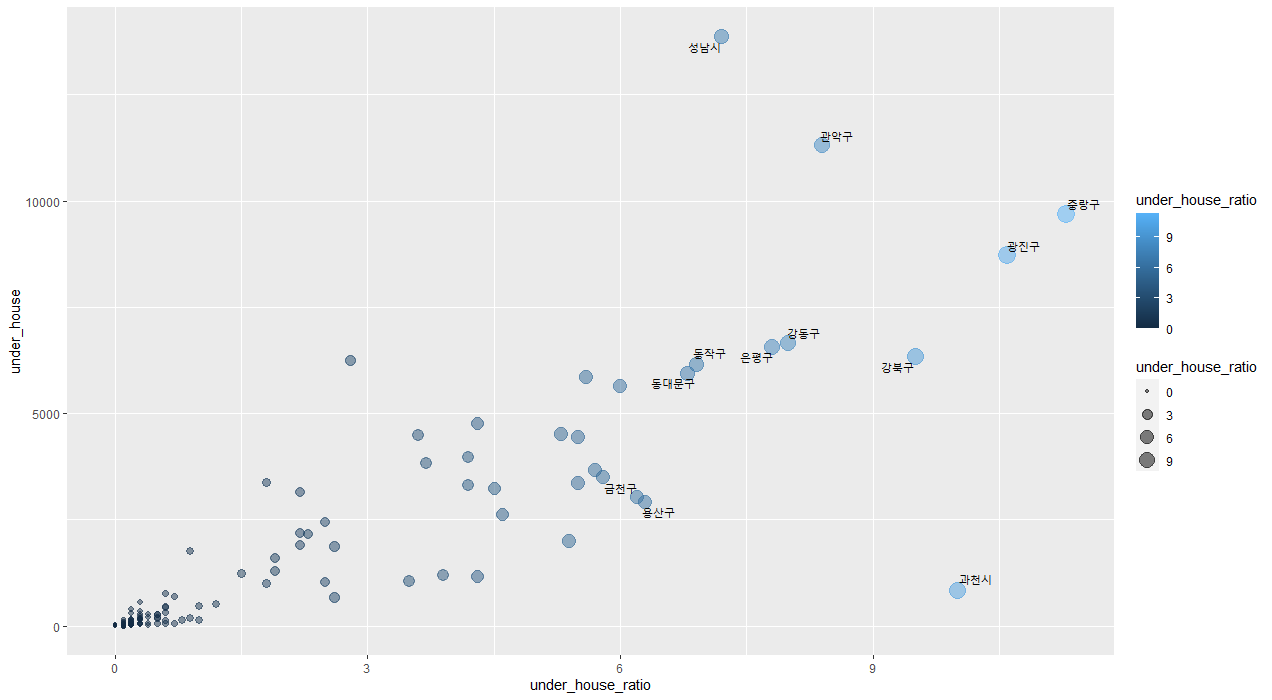 성남시
관악구
중랑구
광진구
강동구
동작구
은평구
강북구
동대문구
금천구
용산구
과천시
10000
5000
0
under_house
0
3
6
9
under_house_ratio
under_house_ratio
9
6
3
0
under_house_ratio
0
3
6
9